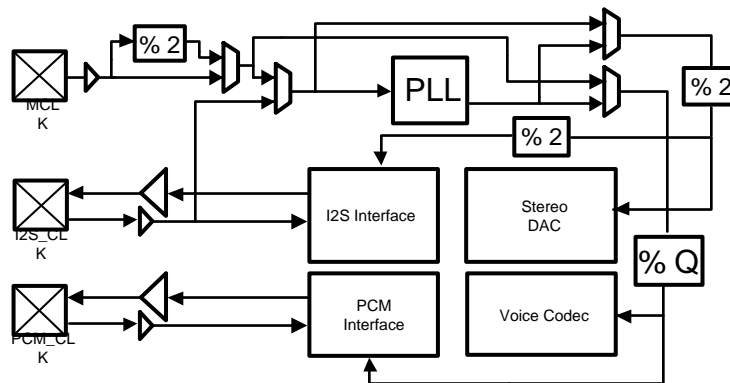 % 2
MCL
K
PLL
% 2
% 2
I2S_CL
K
I2S Interface
Stereo
DAC
% Q
PCM_CL
K
PCM
Interface
Voice Codec